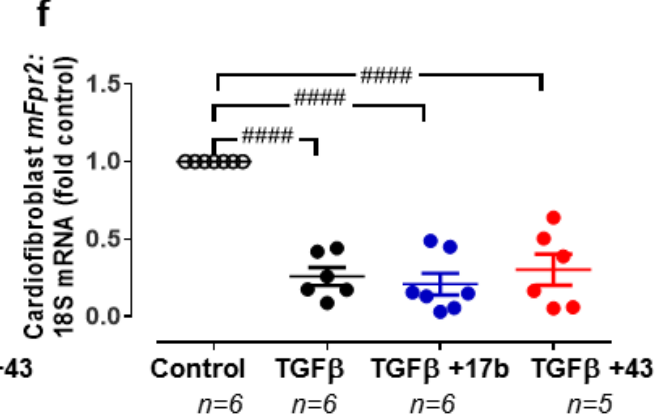 f
Cardiofibroblast mFpr2:
18S mRNA (fold control)
1.5
1.0
0.5
0.0
####
####
####
-43
Control TGFβ TGFβ +17b TGFβ +43
n=6 n=6 n=6 n=5